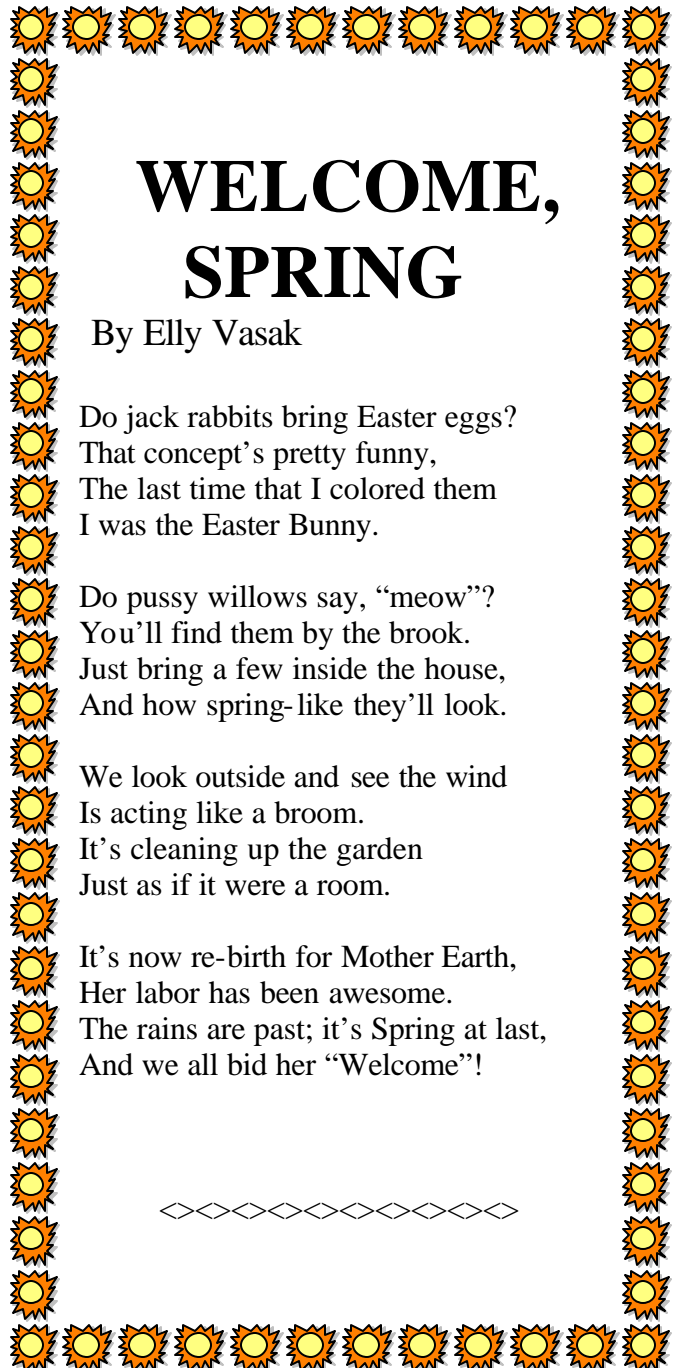 WELCOME,
SPRING
By Elly Vasak
Do jack rabbits bring Easter eggs?
That concept’s pretty funny,
The last time that I colored them
I was the Easter Bunny.
Do pussy willows say, “meow”?
You’ll find them by the brook.
Just bring a few inside the house,
And how spring-like they’ll look.
We look outside and see the wind
Is acting like a broom.
It’s cleaning up the garden
Just as if it were a room.
It’s now re-birth for Mother Earth,
Her labor has been awesome.
The rains are past; it’s Spring at last,
And we all bid her “Welcome”!
<><><><><><><><><><>